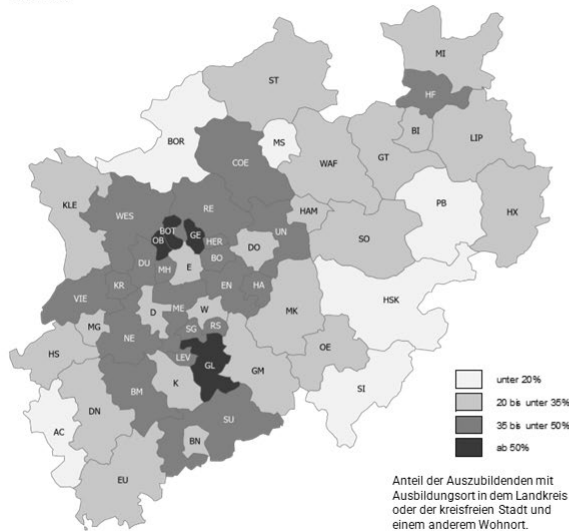 MI
ST
HF
BOR
MS
BI
LIP
COE
WAF
GT
KLE
PB
HX
WES
RE
HAM
BOT
GE
UN
SO
OB
HER
DO
DU
E
BO
MH
HSK
KR
EN
HA
VIE
ME
W
MK
D
MG
SG
RS
OE
NE
HS
LEV
GL
GM
K
SI
BM
DN
SU
AC
BN
EU
unter 20%
20 bis unter 35%
35 bis unter 50%
ab 50%
Anteil der Auszubildenden mit
Ausbildungsort in dem Landkreis
oder der kreisfreien Stadt und
einem anderem Wohnort.